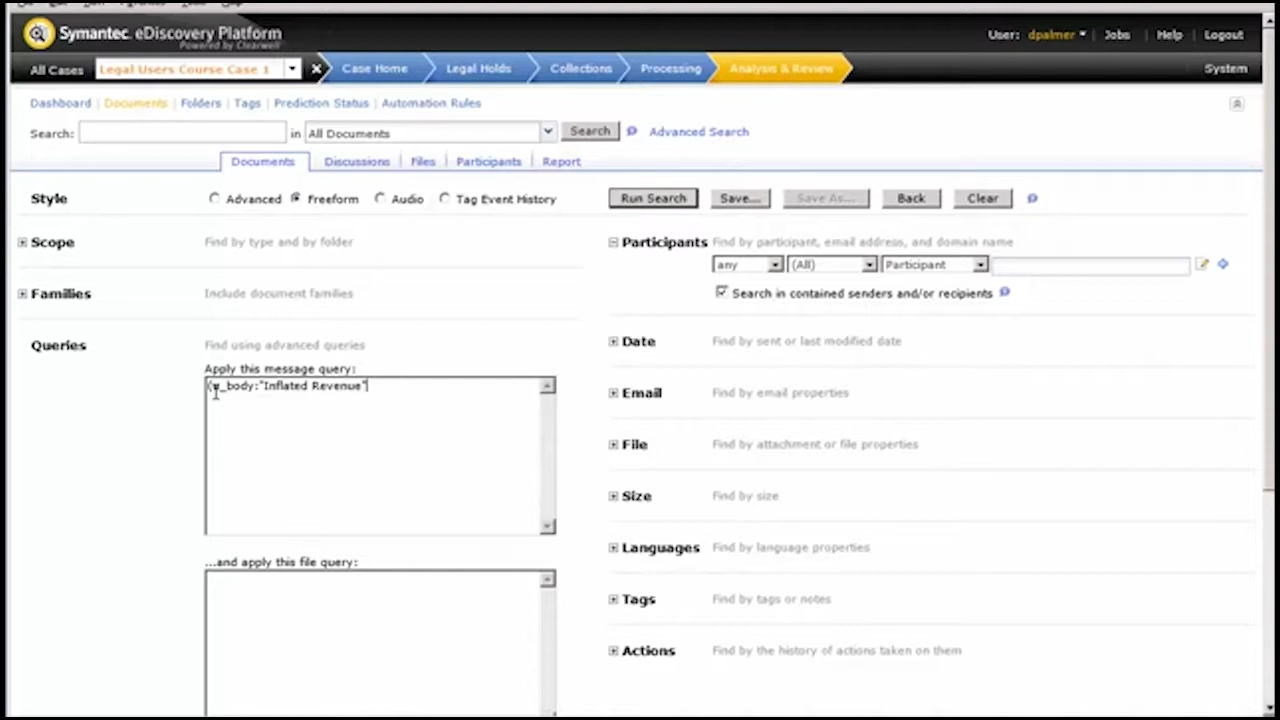 Symantec. eDiscovery Platform
Powered by Clearwell
User: dpalmer Jobs Help Logout
All Cases Legal Users Course Case 1 Case Home Legal Holds Collections Processing Analysis & Review System
Dashboard Documents Folders Tags Prediction Status Automation Rules
Search: in All Documents Search Advanced Search
Documents Discussions Files Participants Report
Style Advanced Freeform Audio Tag Event History Run Search Save... Save As... Back Clear
Scope Find by type and by folder
Participants Find by participant, email address, and domain name
any (All) Participant
Search in contained senders and/or recipients
Families Include document families
Queries Find using advanced queries
Date Find by sent or last modified date
Apply this message query:
_body:"Inflated Revenue"
Email Find by email properties
File Find by attachment or file properties
Size Find by size
Languages Find by language properties
...and apply this file query:
Tags Find by tags or notes
Actions Find by the history of actions taken on them